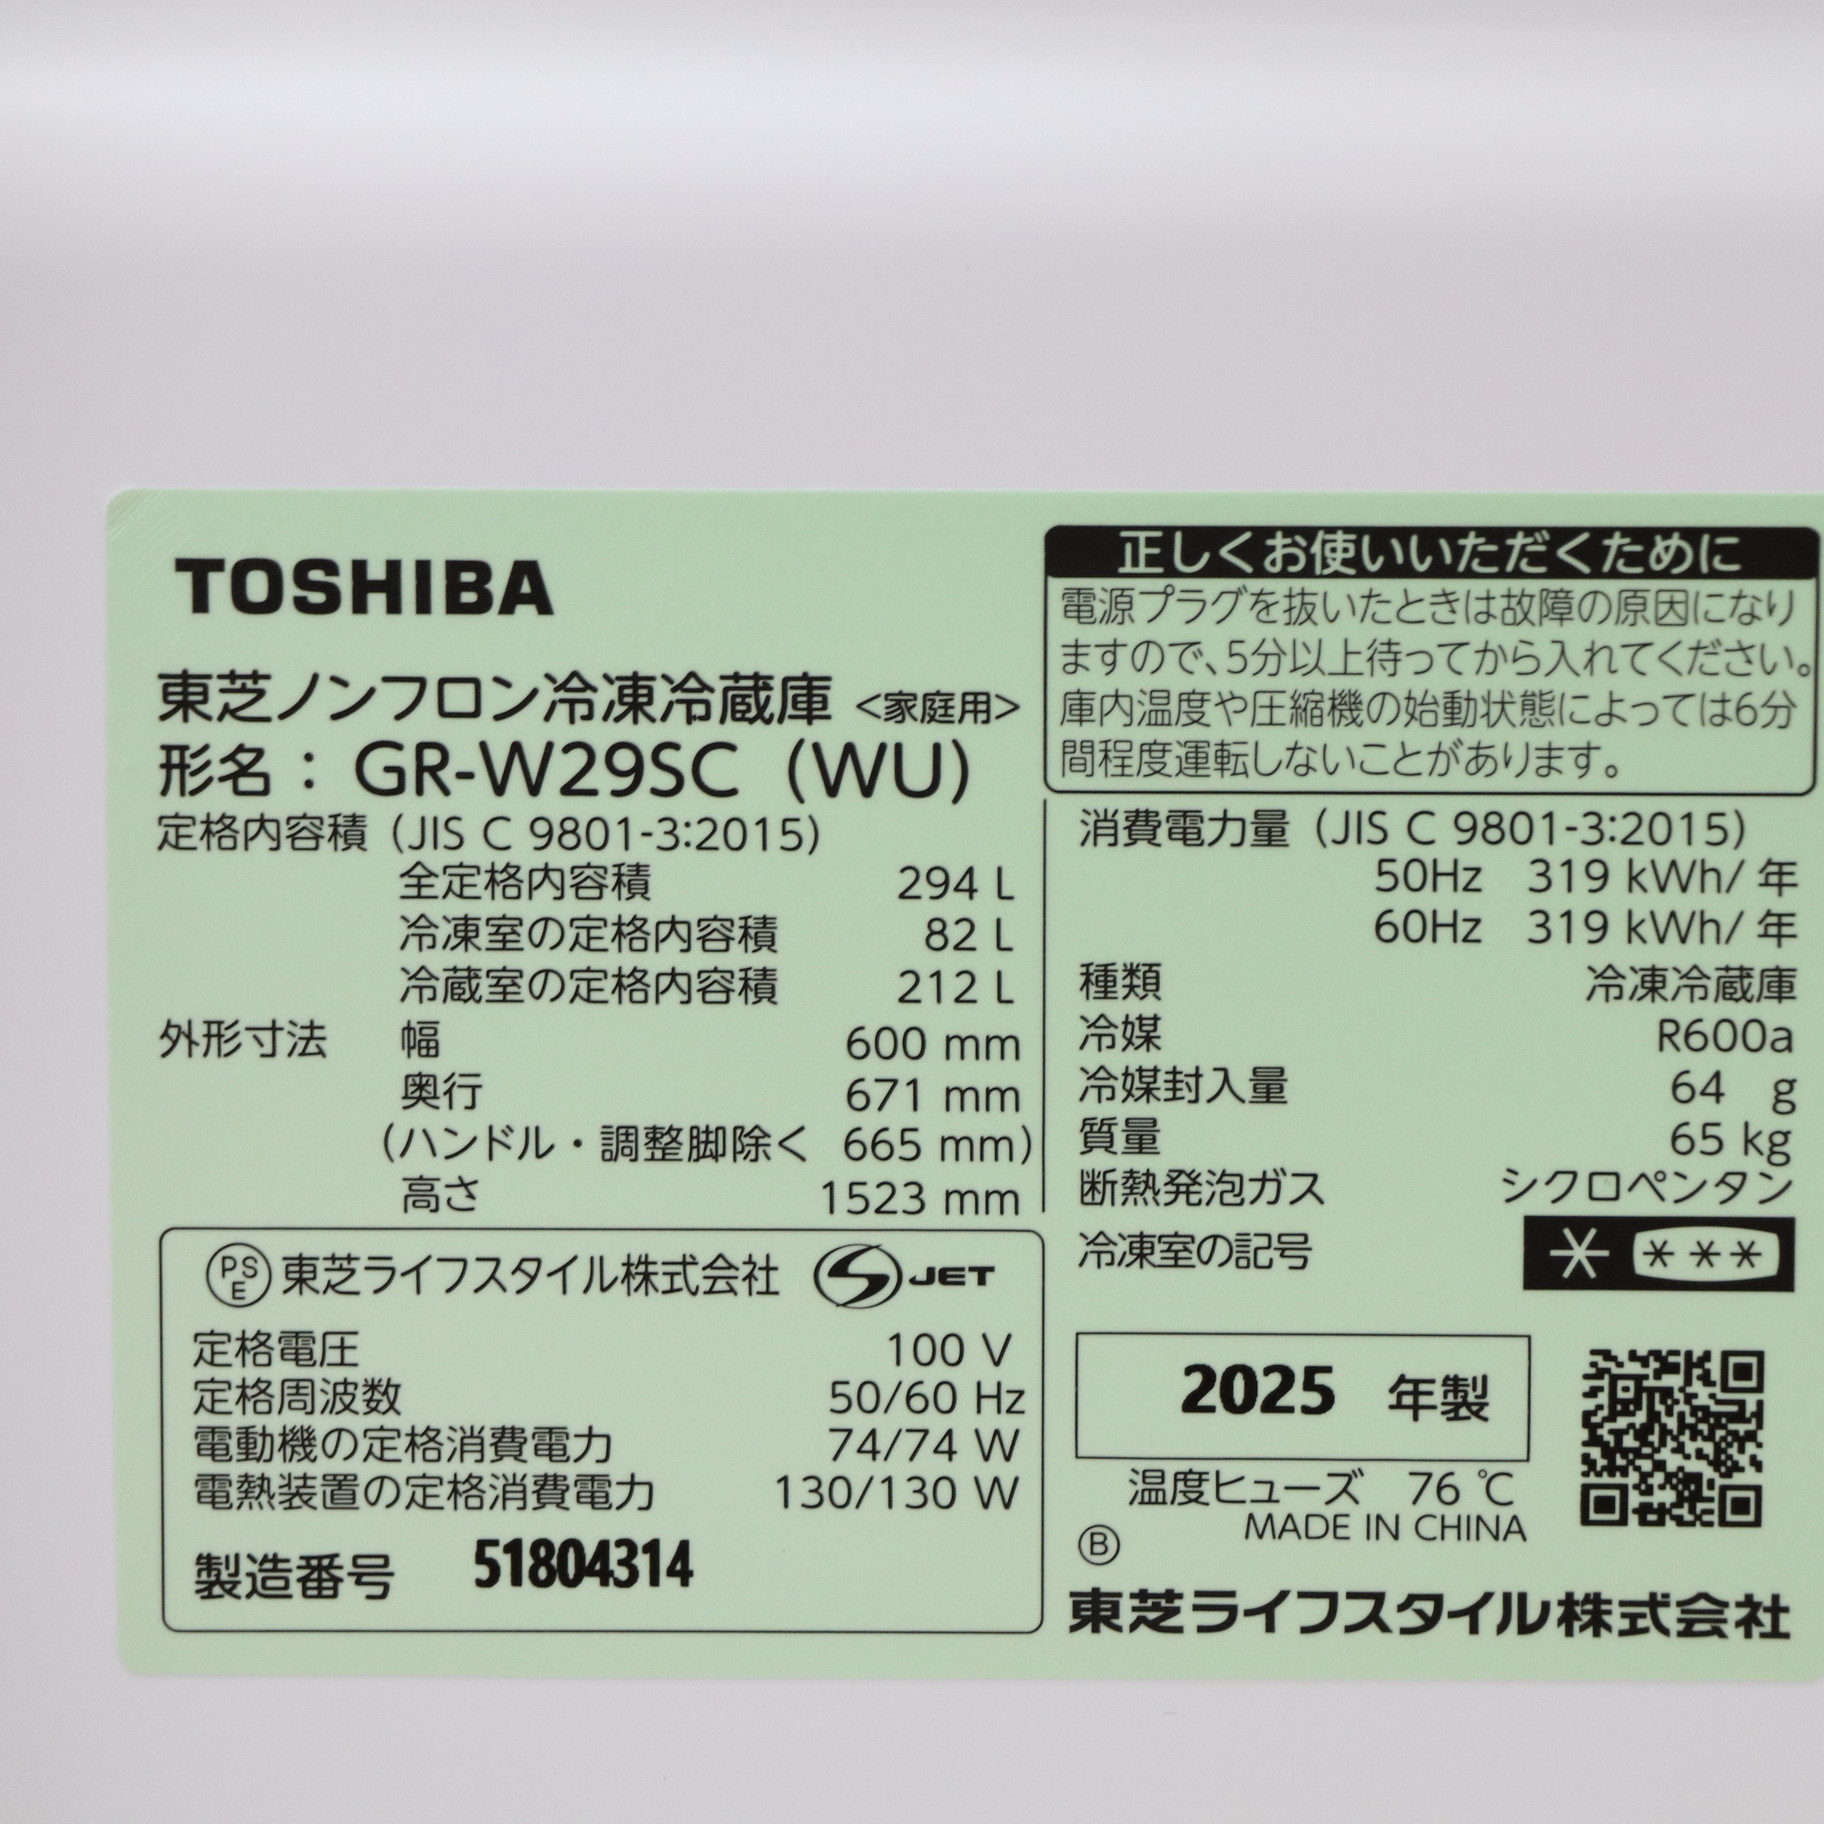 TOSHIBA
東芝ノンフロン冷凍冷蔵庫 <家庭用>
形名： GR-W29SC (WU)
定格内容積 (JIS C 9801-3:2015)
全定格内容積 294 L
冷凍室の定格内容積 82 L
冷蔵室の定格内容積 212 L
外形寸法 幅 600 mm
奥行 671 mm
(ハンドル・調整脚除く 665 mm)
高さ 1523 mm
PSE 東芝ライフスタイル株式会社 S JET
定格電圧 100 V
定格周波数 50/60 Hz
電動機の定格消費電力 74/74 W
電熱装置の定格消費電力 130/130 W
製造番号 51804314
正しくお使いいただくために
電源プラグを抜いたときは故障の原因になり
ますので、5分以上待ってから入れてください。
庫内温度や圧縮機の始動状態によっては6分
間程度運転しないことがあります。
消費電力量 (JIS C 9801-3:2015)
50Hz 319 kWh/年
60Hz 319 kWh/年
種類 冷凍冷蔵庫
冷媒 R600a
冷媒封入量 64 g
質量 65 kg
断熱発泡ガス シクロペンタン
冷凍室の記号 * ***
2025 年製
温度ヒューズ 76 ℃
MADE IN CHINA
Ⓑ
東芝ライフスタイル株式会社